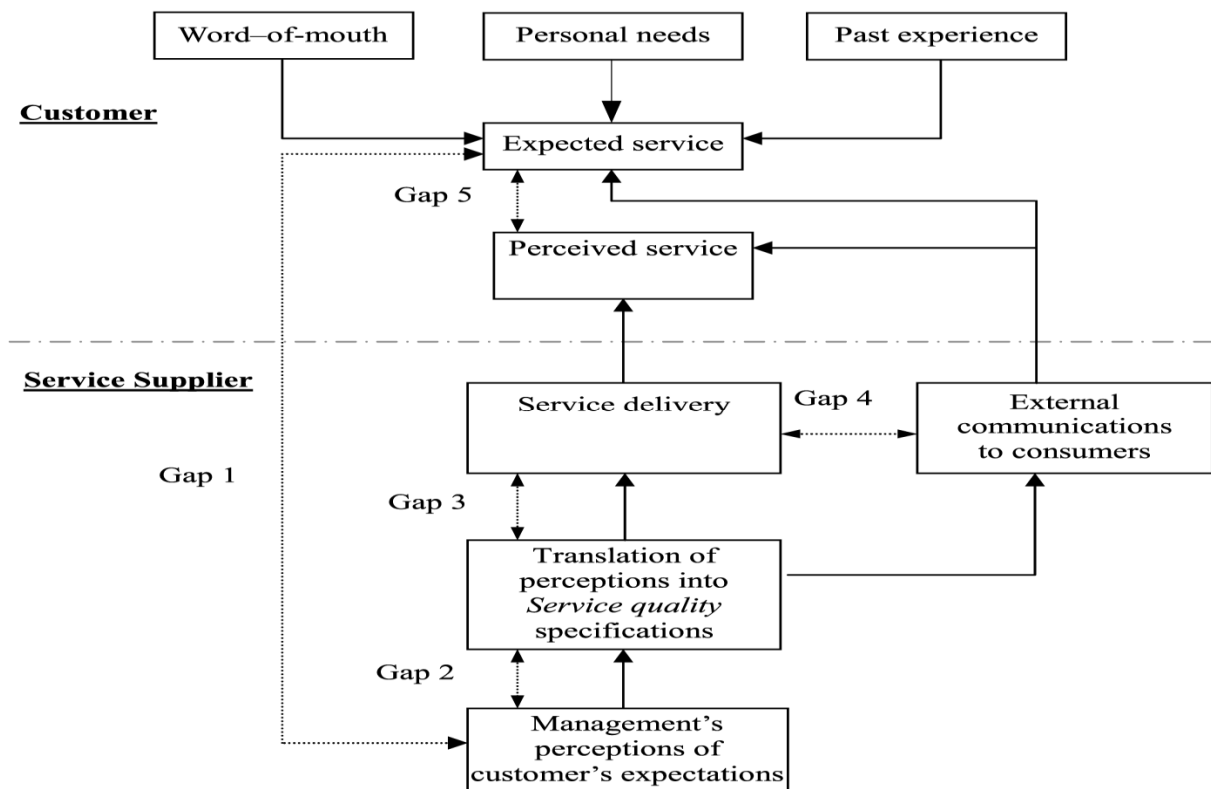 Word–of-mouth
Personal needs
Past experience
Customer
Expected service
Gap 5
Perceived service
Service Supplier
Service delivery
Gap 4
External
communications
to consumers
Gap 1
Gap 3
Translation of
perceptions into
Service quality
specifications
Gap 2
Management’s
perceptions of
customer’s expectations